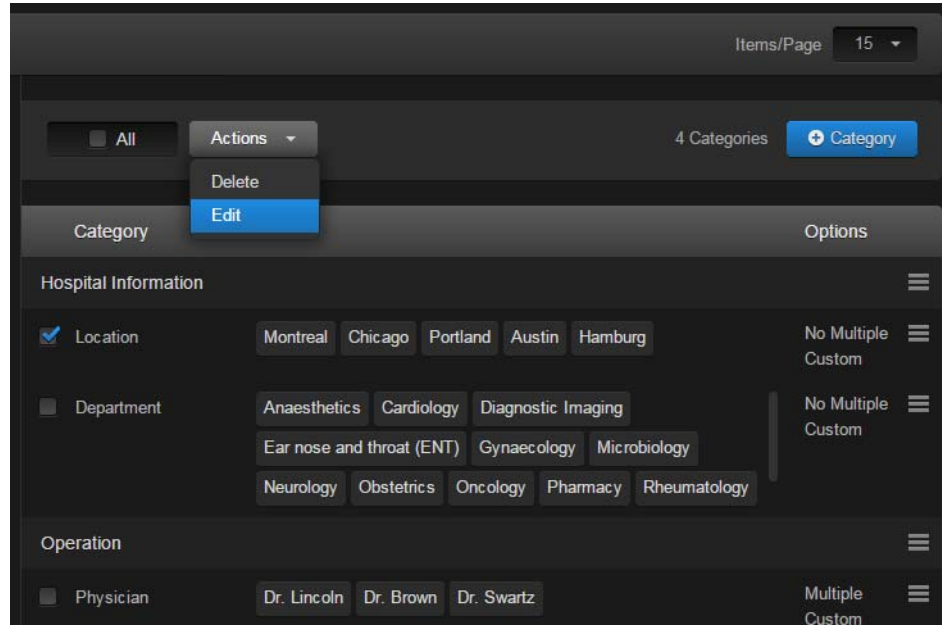 Items/Page 15
All Actions 4 Categories Category
Delete
Edit
Category Options
Hospital Information
Location Montreal Chicago Portland Austin Hamburg No Multiple
Custom
Department Anaesthetics Cardiology Diagnostic Imaging No Multiple
Custom
Ear nose and throat (ENT) Gynaecology Microbiology
Neurology Obstetrics Oncology Pharmacy Rheumatology
Operation
Physician Dr. Lincoln Dr. Brown Dr. Swartz Multiple
Custom